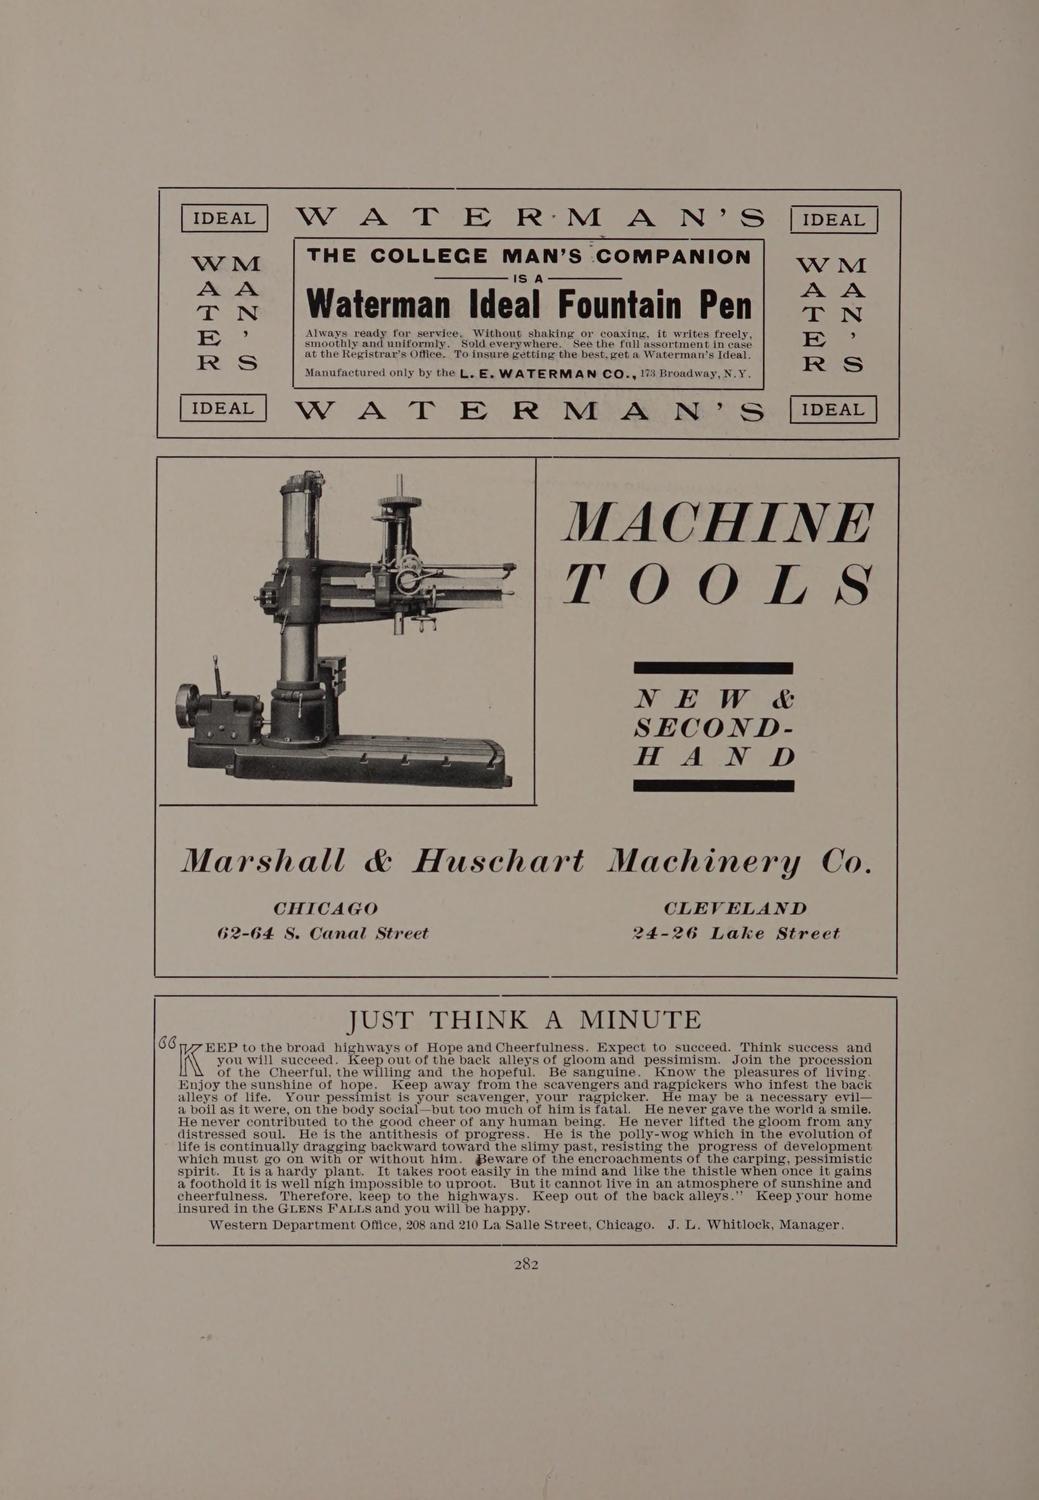 IDEAL WATERMAN'S IDEAL
WATER MAN'S
THE COLLEGE MAN'S COMPANION
IS A
Waterman Ideal Fountain Pen
Always ready for service. Without shaking or coaxing, it writes freely,
smoothly and uniformly. Sold everywhere. See the full assortment in case
at the Registrar's Office. To insure getting the best, get a Waterman's Ideal.
Manufactured only by the L. E. WATERMAN CO., 173 Broadway, N.Y.
WATER MAN'S
IDEAL WATERMAN'S IDEAL
MACHINE
TOOLS
NEW &
SECOND-
HAND
Marshall & Huschart Machinery Co.
CHICAGO CLEVELAND
62-64 S. Canal Street 24-26 Lake Street
JUST THINK A MINUTE
"KEEP to the broad highways of Hope and Cheerfulness. Expect to succeed. Think success and
you will succeed. Keep out of the back alleys of gloom and pessimism. Join the procession
of the Cheerful, the willing and the hopeful. Be sanguine. Know the pleasures of living.
Enjoy the sunshine of hope. Keep away from the scavengers and ragpickers who infest the back
alleys of life. Your pessimist is your scavenger, your ragpicker. He may be a necessary evil—
a boil as it were, on the body social—but too much of him is fatal. He never gave the world a smile.
He never contributed to the good cheer of any human being. He never lifted the gloom from any
distressed soul. He is the antithesis of progress. He is the polly-wog which in the evolution of
life is continually dragging backward toward the slimy past, resisting the progress of development
which must go on with or without him. Beware of the encroachments of the carping, pessimistic
spirit. It is a hardy plant. It takes root easily in the mind and like the thistle when once it gains
a foothold it is well nigh impossible to uproot. But it cannot live in an atmosphere of sunshine and
cheerfulness. Therefore, keep to the highways. Keep out of the back alleys." Keep your home
insured in the GLENS FALLS and you will be happy.
Western Department Office, 208 and 210 La Salle Street, Chicago. J. L. Whitlock, Manager.
282